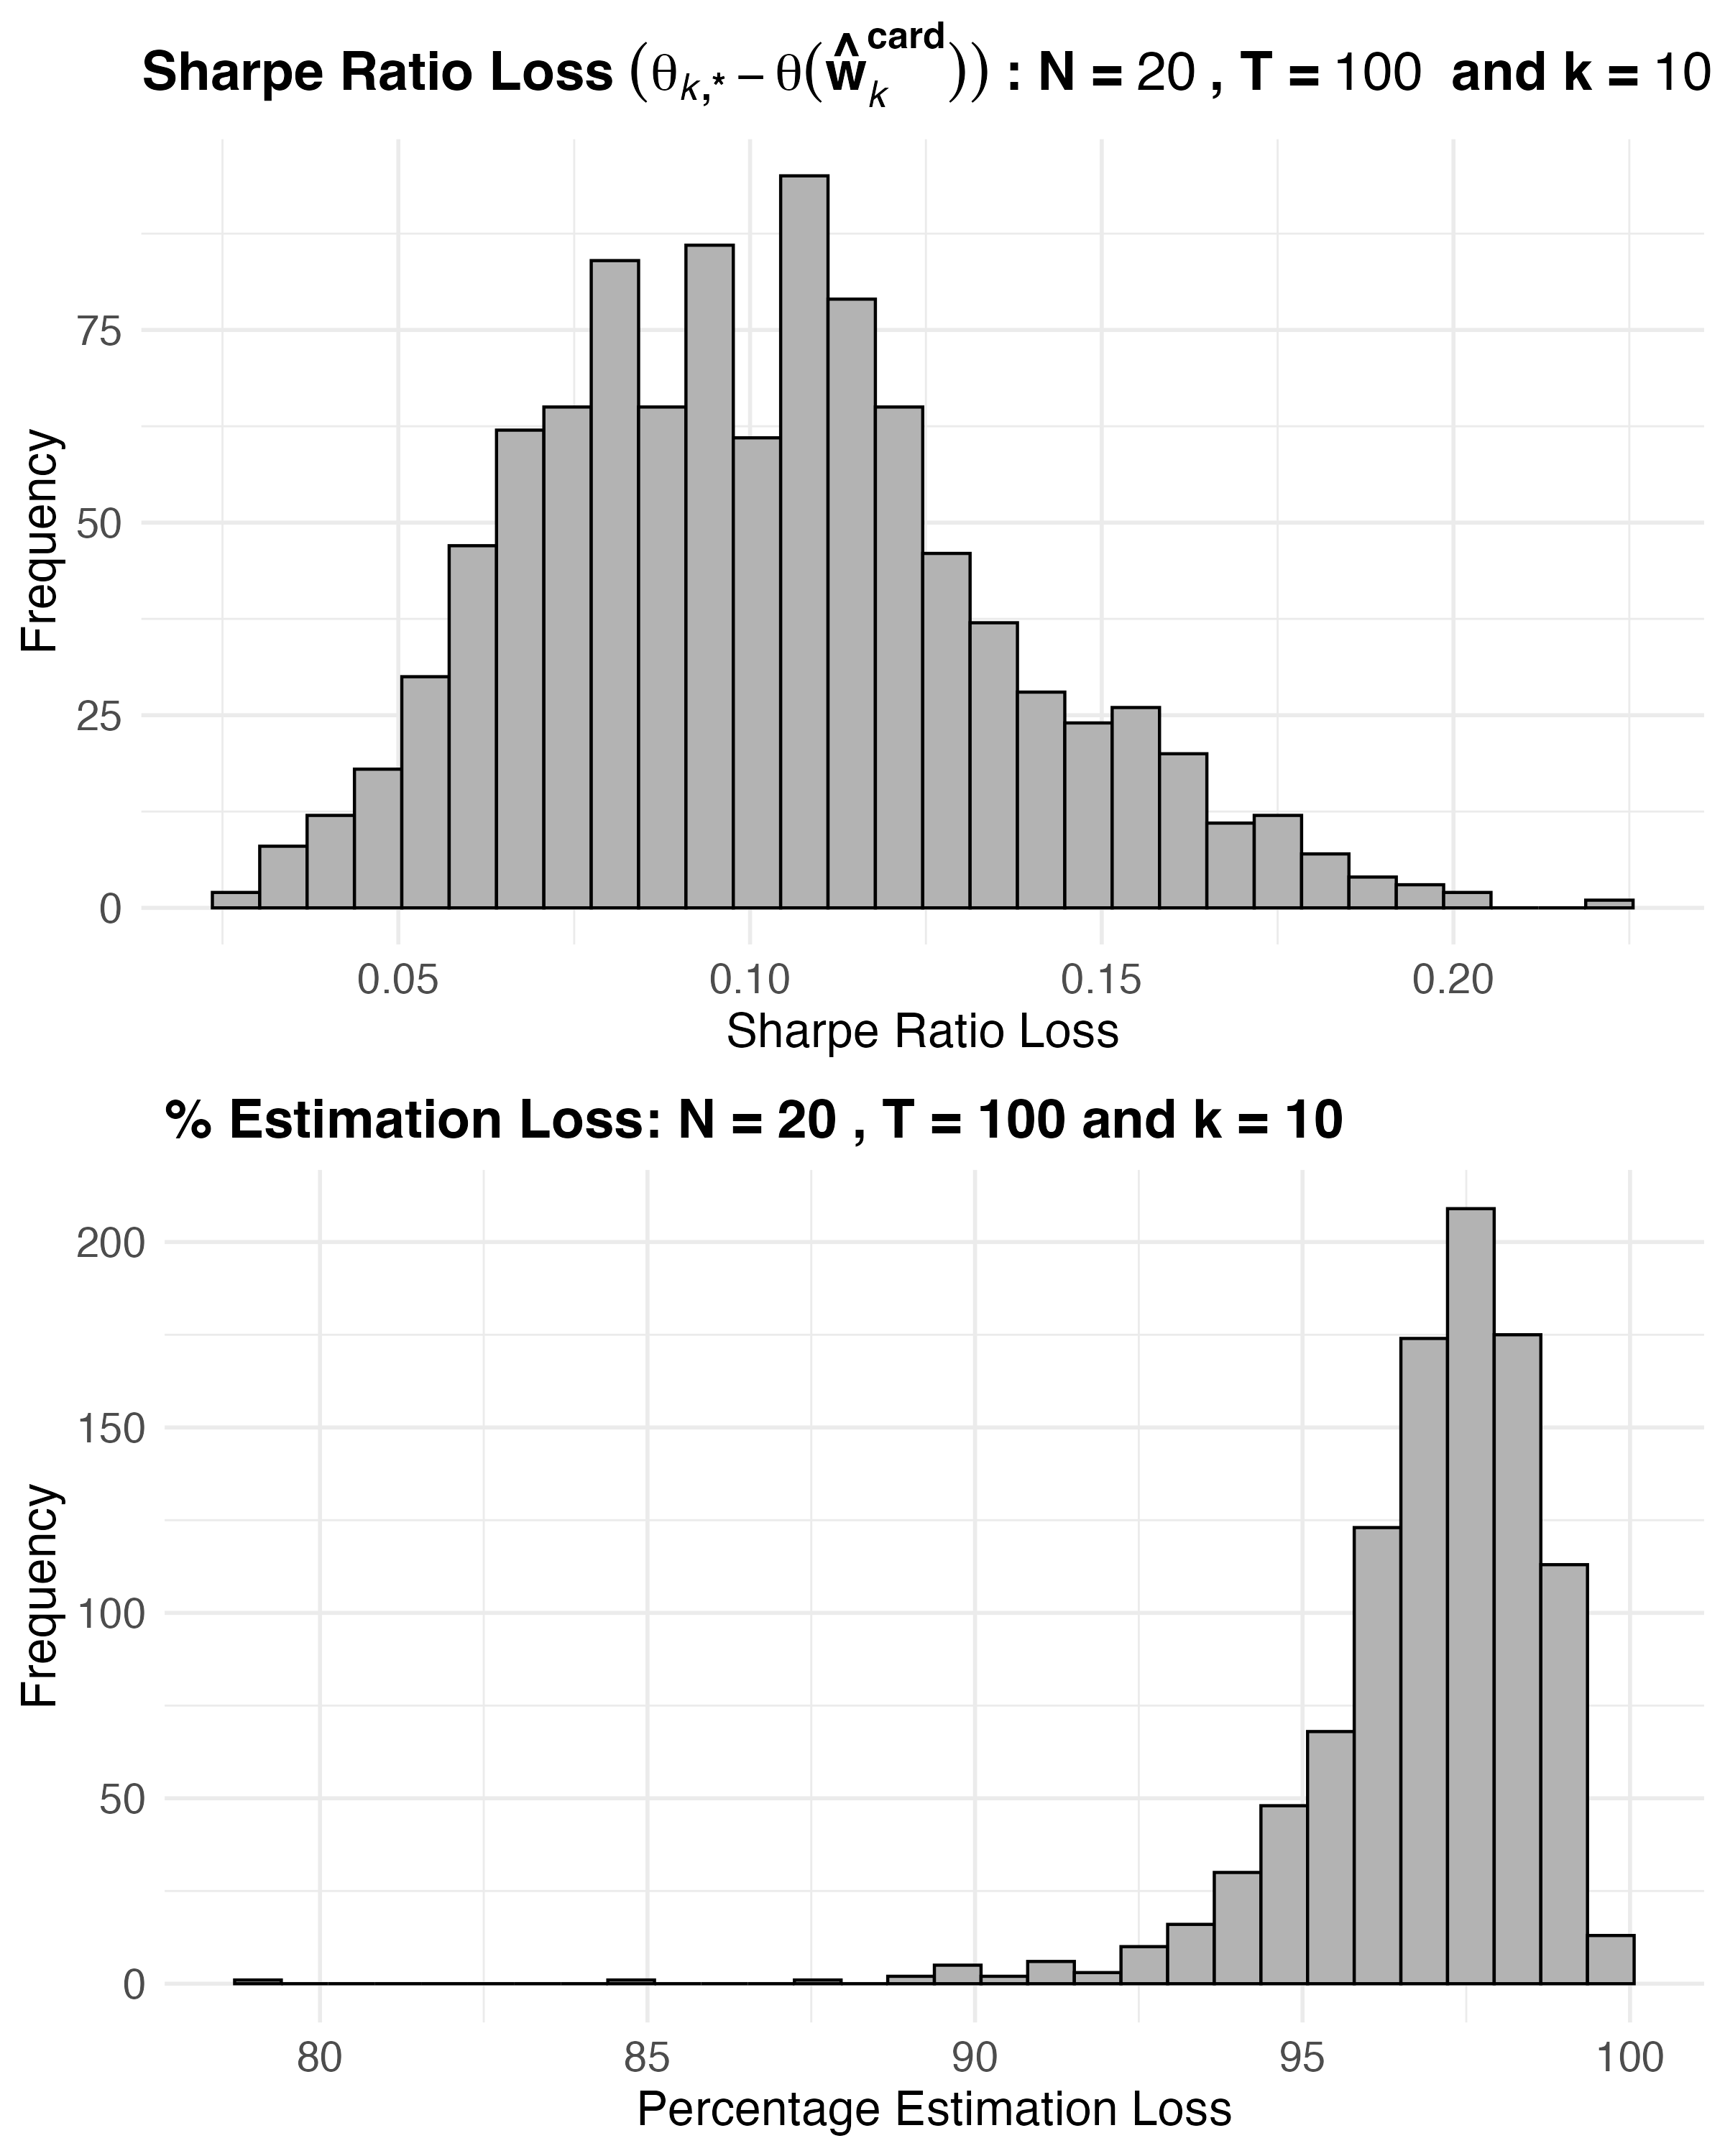 Sharpe Ratio Loss (θk,* − θ(ŵk^card)) : N = 20 , T = 100 and k = 10
Frequency
75
50
25
0
0.05 0.10 0.15 0.20
Sharpe Ratio Loss
% Estimation Loss: N = 20 , T = 100 and k = 10
Frequency
200
150
100
50
0
80 85 90 95 100
Percentage Estimation Loss